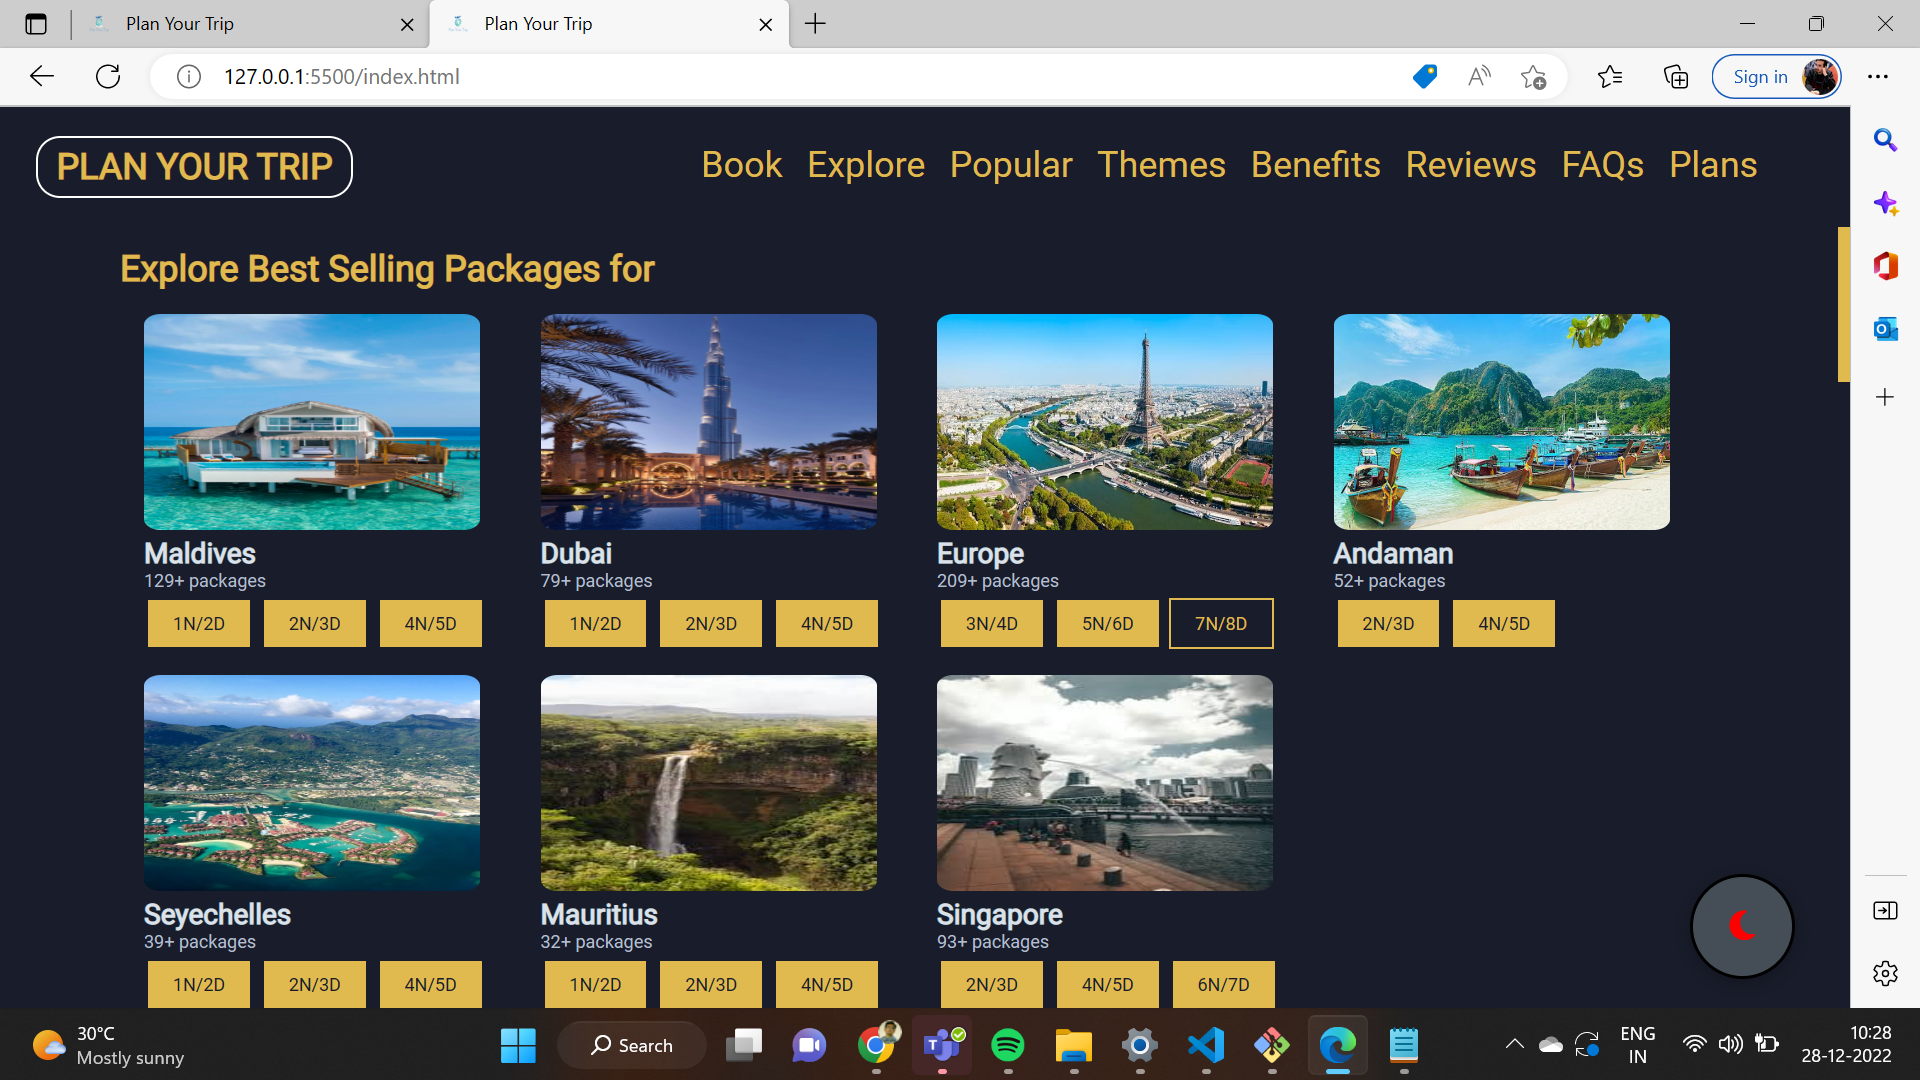 Plan Your Trip
Plan Your Trip
127.0.0.1:5500/index.html
Sign in
PLAN YOUR TRIP
Book Explore Popular Themes Benefits Reviews FAQs Plans
Explore Best Selling Packages for
Maldives
129+ packages
1N/2D 2N/3D 4N/5D
Dubai
79+ packages
1N/2D 2N/3D 4N/5D
Europe
209+ packages
3N/4D 5N/6D 7N/8D
Andaman
52+ packages
2N/3D 4N/5D
Seyechelles
39+ packages
1N/2D 2N/3D 4N/5D
Mauritius
32+ packages
1N/2D 2N/3D 4N/5D
Singapore
93+ packages
2N/3D 4N/5D 6N/7D
30°C
Mostly sunny
Search
ENG
IN
10:28
28-12-2022